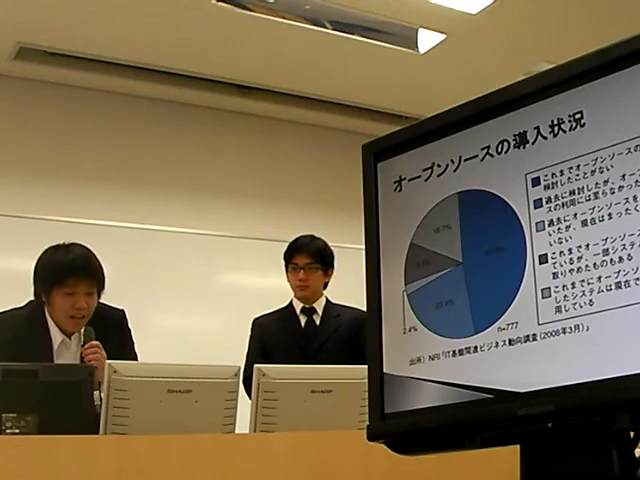 オープンソースの導入状況
これまでオープンソースの
検討したことがない
過去に検討したが、オー
スの利用には至らなかった
過去にオープンソースを
いたが、現在はまったく
いない
これまでオープンソー
ているが、一部システ
取りやめたものもある
これまでにオープンソ
したシステムは現在で
用している
2.4%
n=777
出所）NRI「IT基盤関連ビジネス動向調査（2008年3月）」
SHARP
SHARP